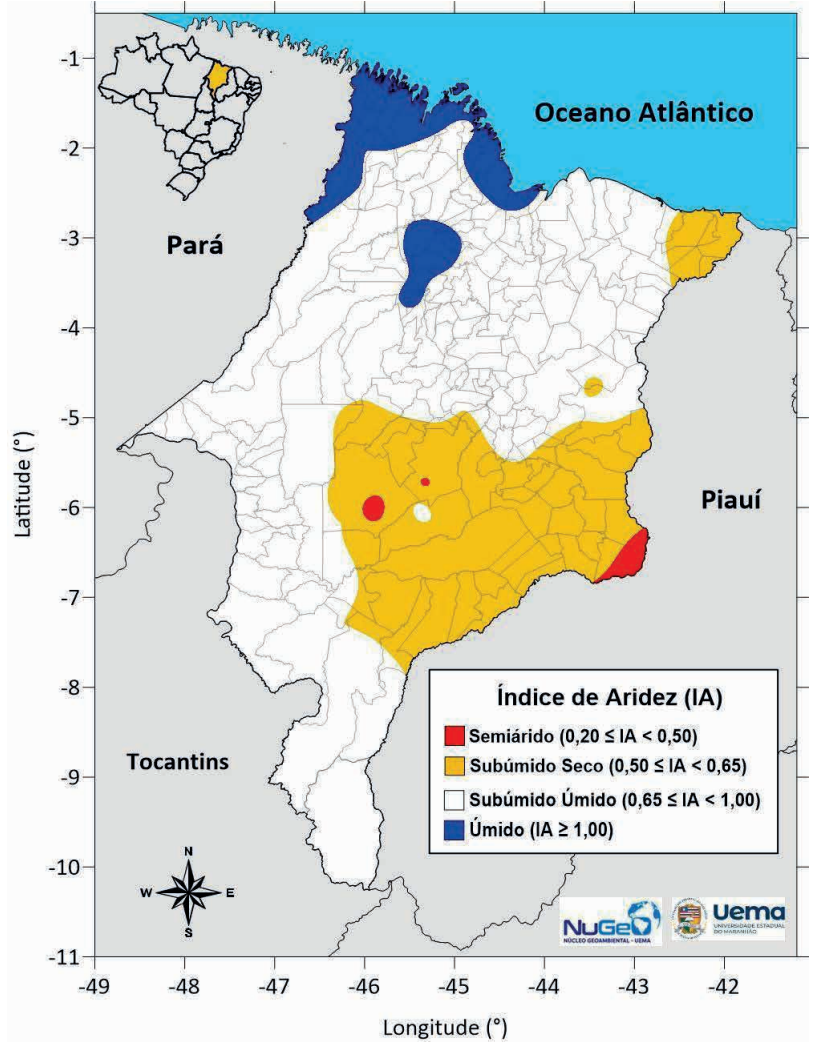 -1
-2
-3
-4
-5
-6
-7
-8
-9
-10
-11
Latitude (°)
Oceano Atlântico
Pará
Piauí
Tocantins
Índice de Aridez (IA)
Semiárido (0,20 ≤ IA < 0,50)
Subúmido Seco (0,50 ≤ IA < 0,65)
Subúmido Úmido (0,65 ≤ IA < 1,00)
Úmido (IA ≥ 1,00)
N
W E
S
NuGeo
NÚCLEO GEOAMBIENTAL - UEMA
Uema
UNIVERSIDADE ESTADUAL
DO MARANHÃO
-49 -48 -47 -46 -45 -44 -43 -42
Longitude (°)